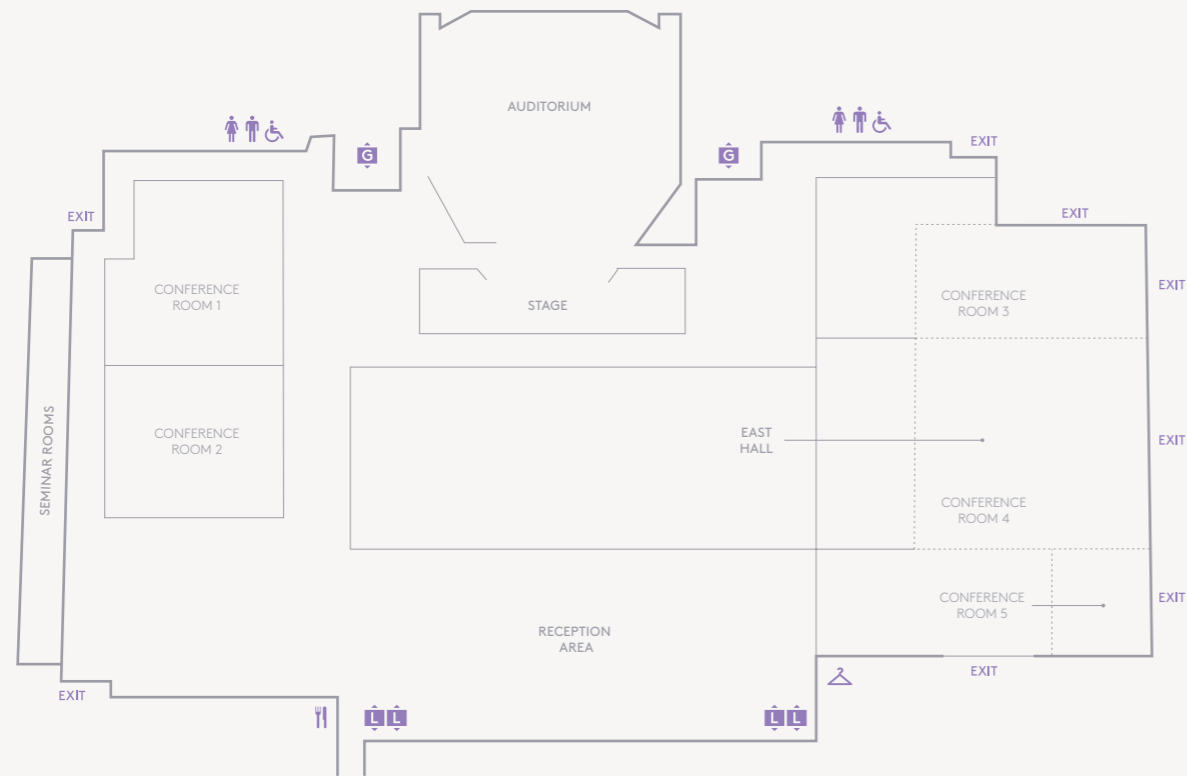 AUDITORIUM
G
G
EXIT
EXIT
EXIT
EXIT
CONFERENCE
ROOM 1
STAGE
CONFERENCE
ROOM 3
CONFERENCE
ROOM 2
EAST
HALL
EXIT
SEMINAR ROOMS
CONFERENCE
ROOM 4
CONFERENCE
ROOM 5
EXIT
RECEPTION
AREA
EXIT
EXIT
L L
L L